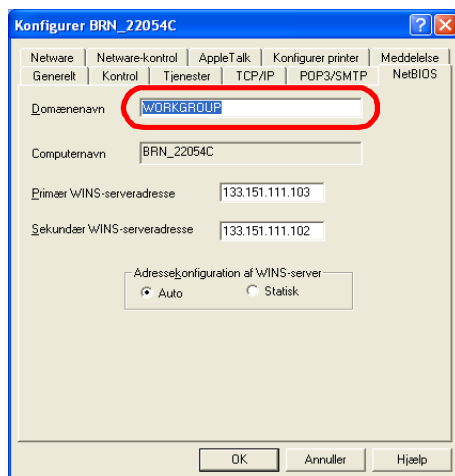 Konfigurer BRN_22054C
Netware Netware-kontrol AppleTalk Konfigurer printer Meddelelse
Generelt Kontrol Tjenester TCP/IP POP3/SMTP NetBIOS
Domænenavn WORKGROUP
Computernavn BRN_22054C
Primær WINS-serveradresse 133.151.111.103
Sekundær WINS-serveradresse 133.151.111.102
Adressekonfiguration af WINS-server
Auto Statisk
OK Annuller Hjælp